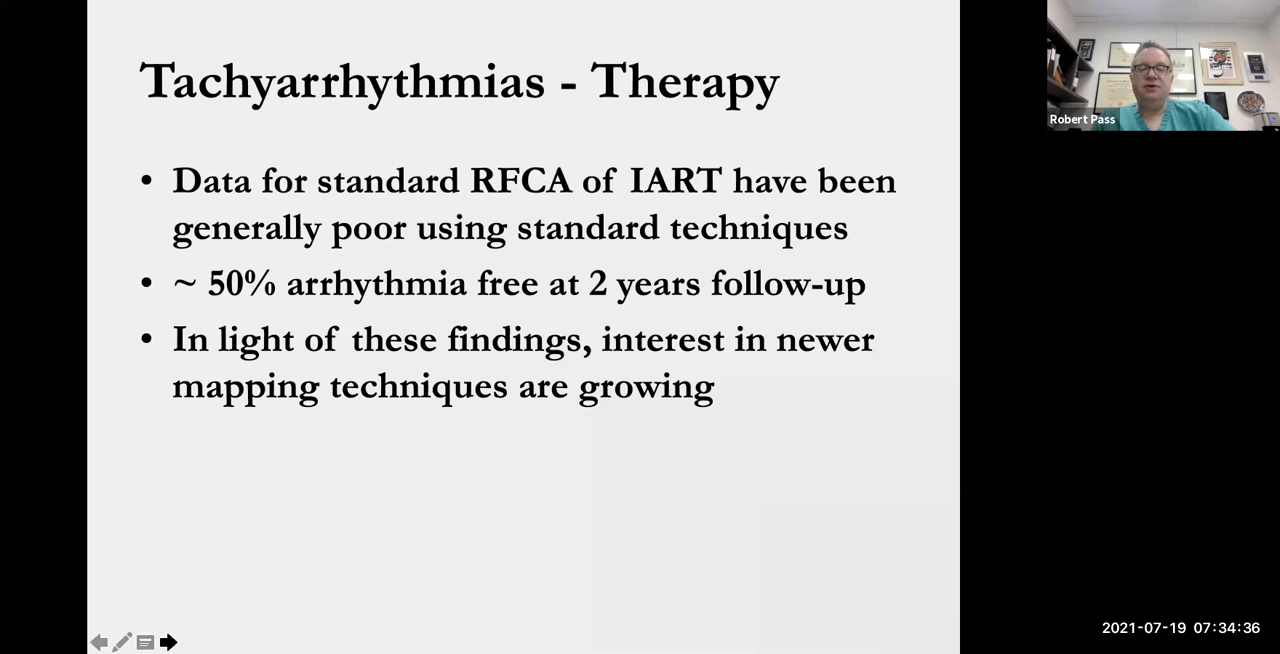 Tachyarrhythmias - Therapy
• Data for standard RFCA of IART have been
generally poor using standard techniques
• ~ 50% arrhythmia free at 2 years follow-up
• In light of these findings, interest in newer
mapping techniques are growing
Robert Pass
2021-07-19 07:34:36